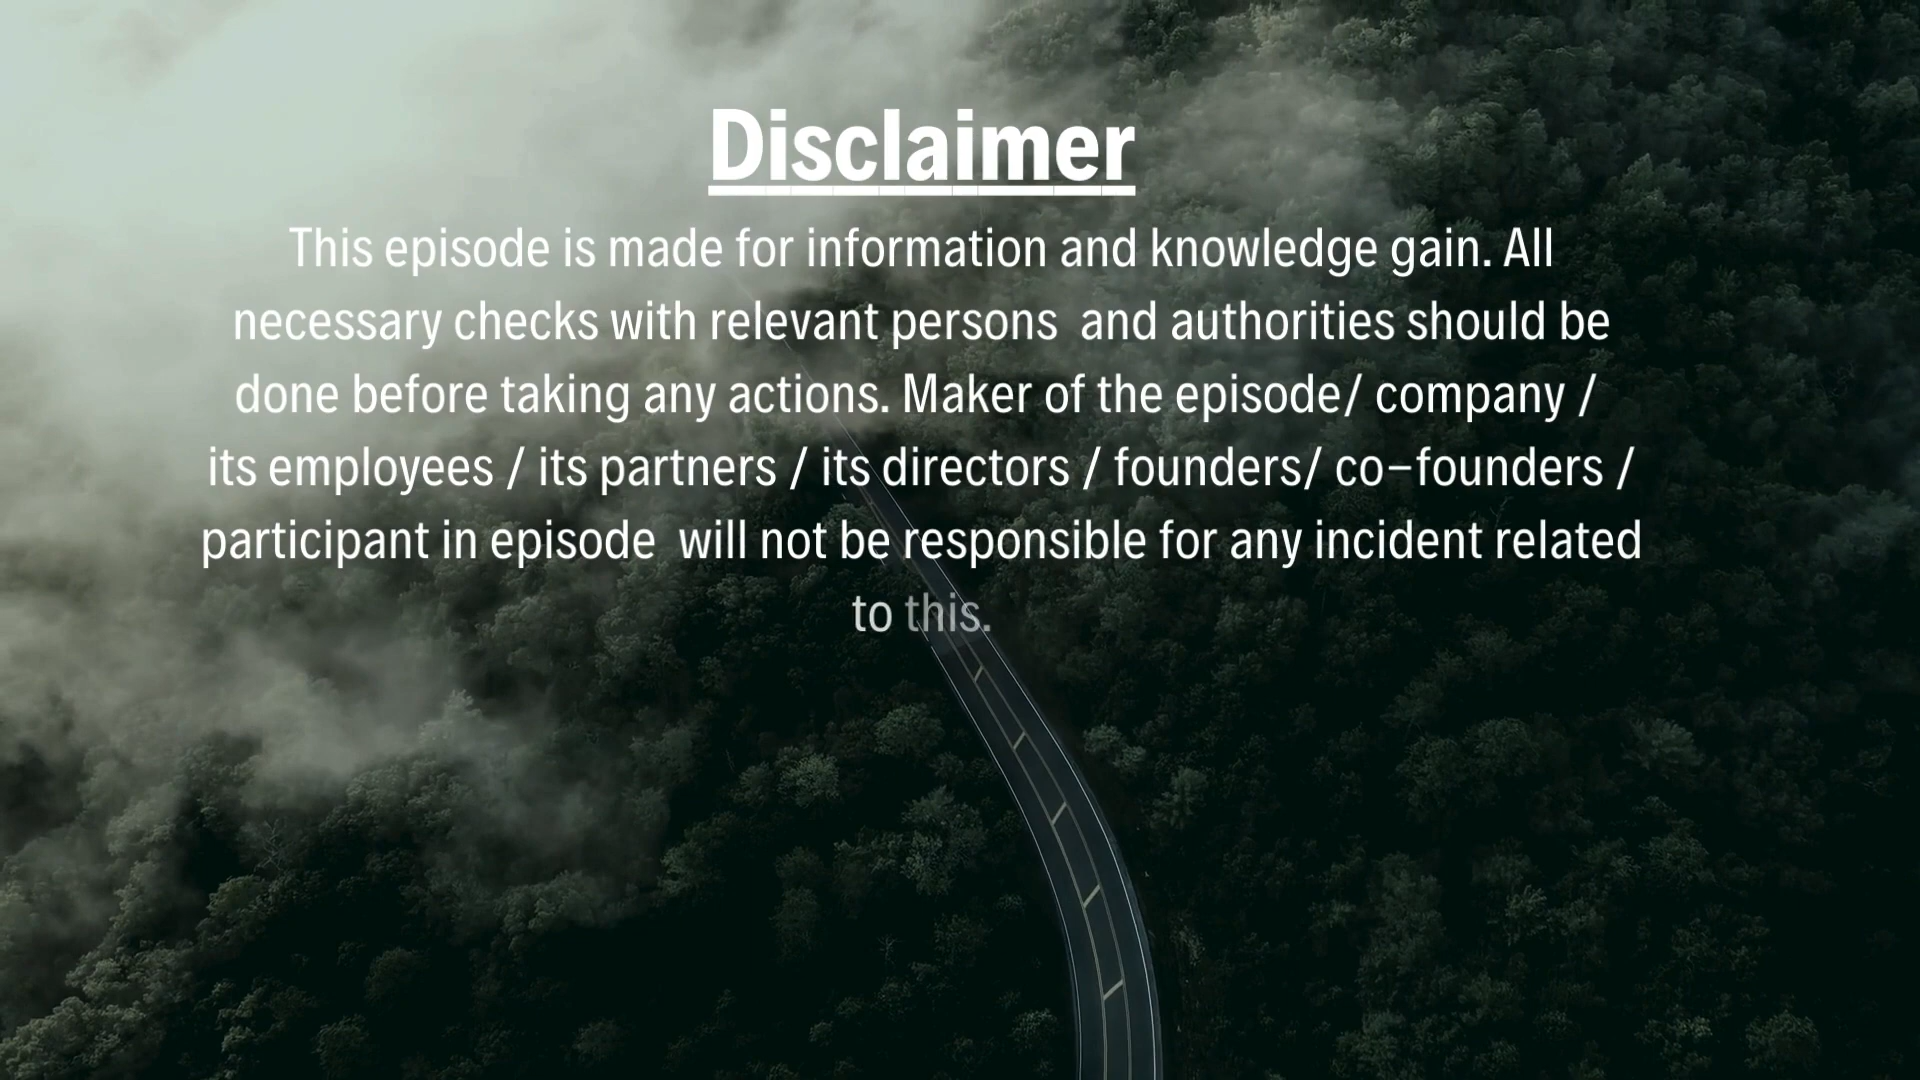 Disclaimer
This episode is made for information and knowledge gain. All
necessary checks with relevant persons  and authorities should be
done before taking any actions. Maker of the episode/ company /
its employees / its partners / its directors / founders/ co-founders /
participant in episode  will not be responsible for any incident related
to this.